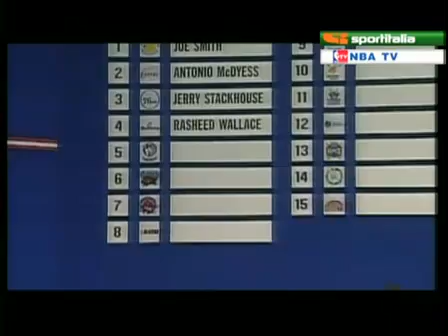 sportitalia
NBA TV
1 JOE SMITH
2 ANTONIO McDYESS
3 JERRY STACKHOUSE
4 RASHEED WALLACE
5
6
7
8
9
10
11
12
13
14
15